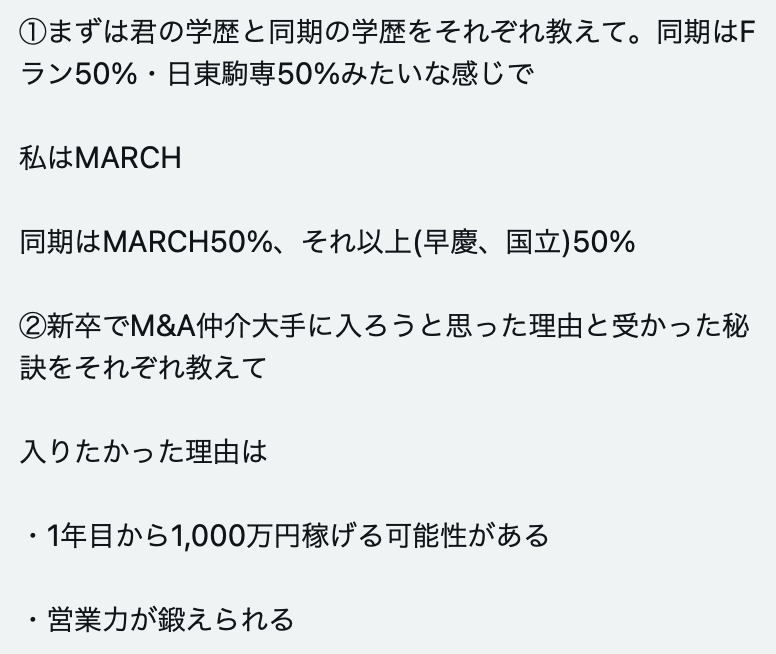 ①まずは君の学歴と同期の学歴をそれぞれ教えて。同期はF
ラン50%・日東駒専50%みたいな感じで
私はMARCH
同期はMARCH50%、それ以上(早慶、国立)50%
②新卒でM&A仲介大手に入ろうと思った理由と受かった秘
訣をそれぞれ教えて
入りたかった理由は
・1年目から1,000万円稼げる可能性がある
・営業力が鍛えられる